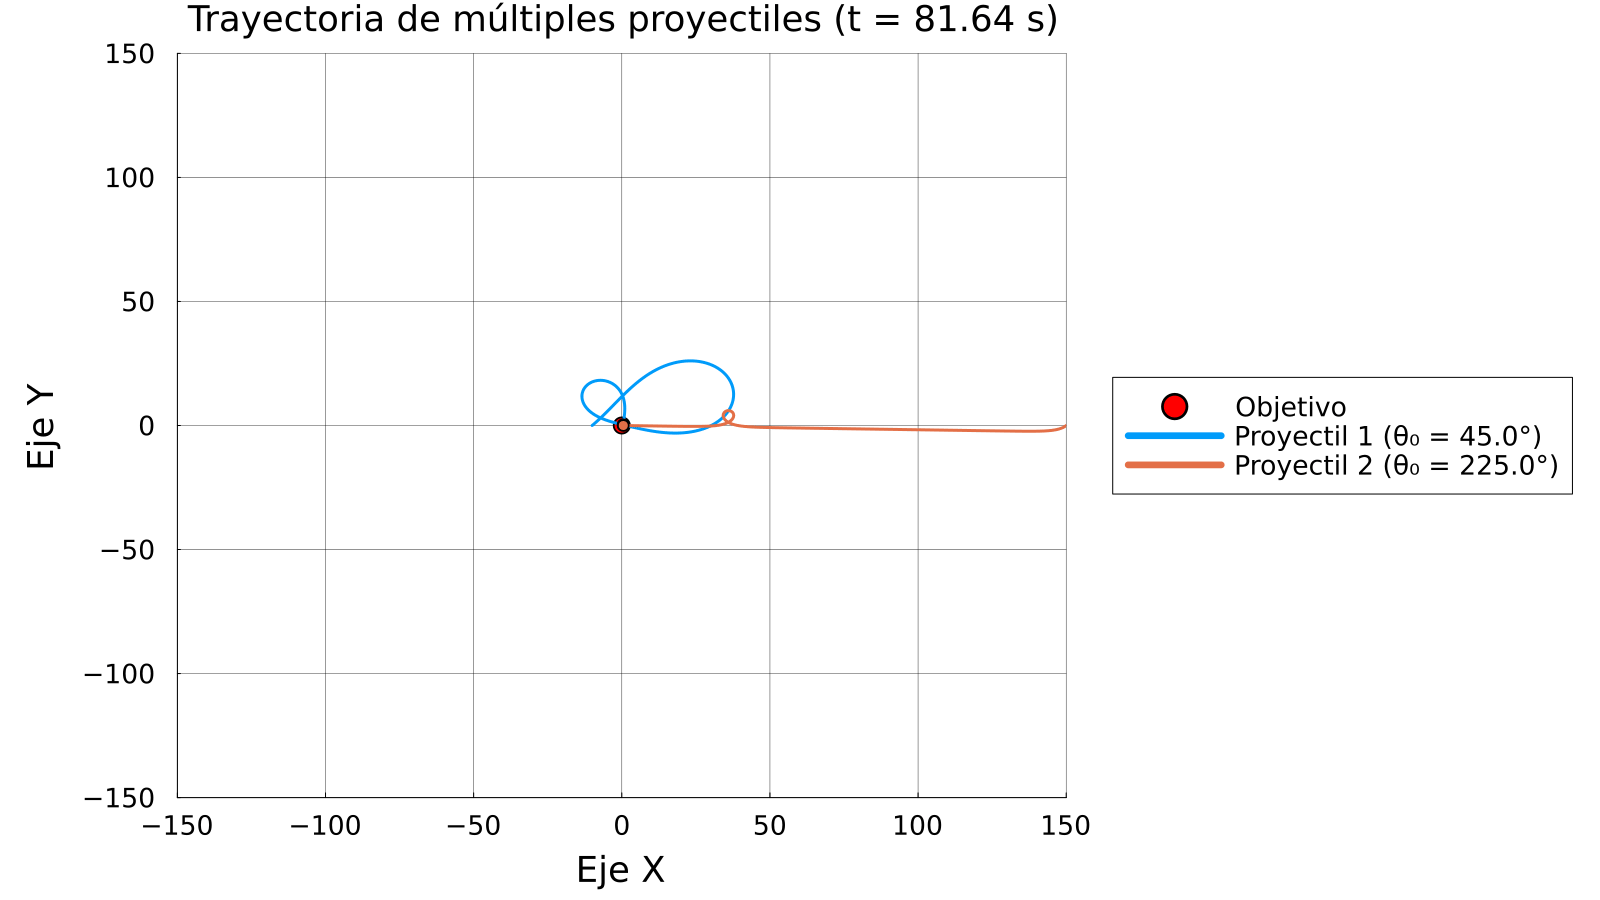 Trayectoria de múltiples proyectiles (t = 81.64 s)
150
100
50
0
−50
−100
−150
Eje Y
−150
−100
−50
0
50
100
150
Eje X
Objetivo
Proyectil 1 (θ₀ = 45.0°)
Proyectil 2 (θ₀ = 225.0°)